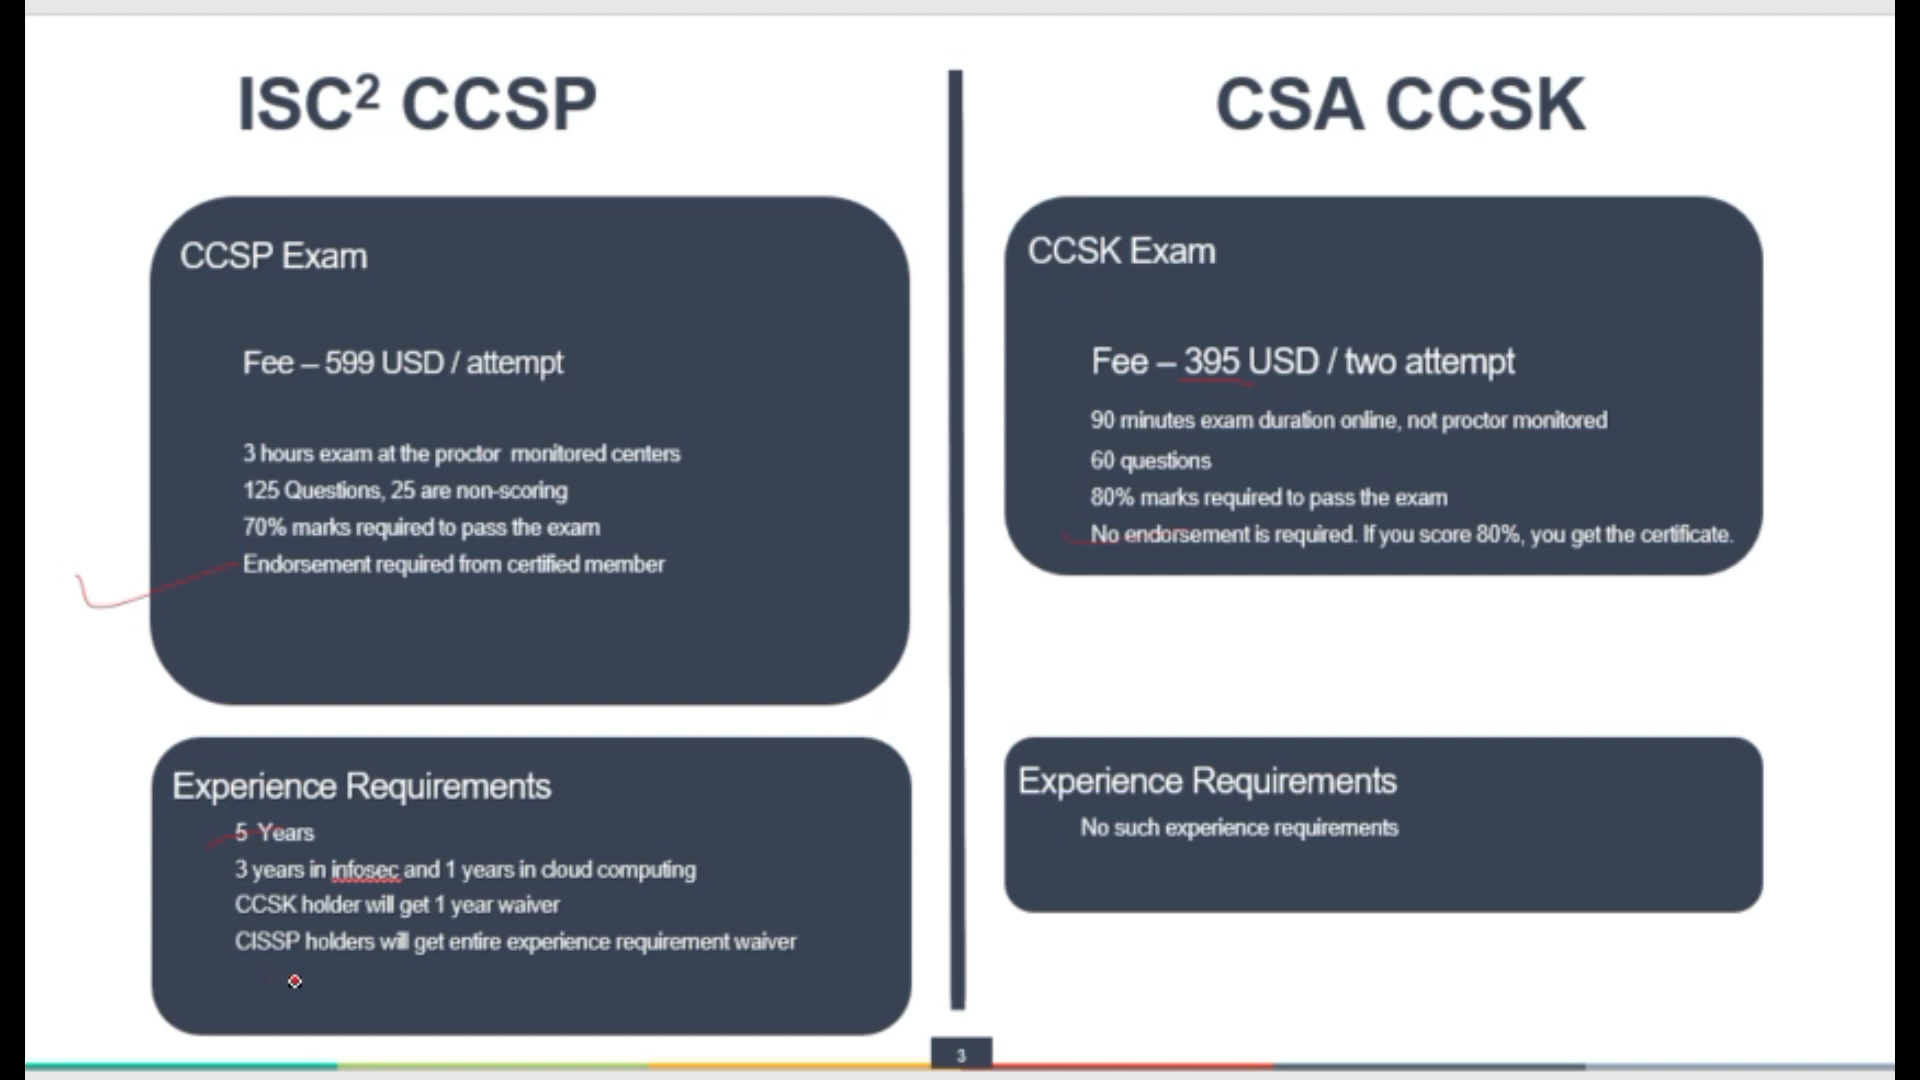 ISC² CCSP
CCSP Exam
Fee – 599 USD / attempt
3 hours exam at the proctor monitored centers
125 Questions, 25 are non-scoring
70% marks required to pass the exam
Endorsement required from certified member
Experience Requirements
5 Years
3 years in infosec and 1 years in cloud computing
CCSK holder will get 1 year waiver
CISSP holders will get entire experience requirement waiver
CSA CCSK
CCSK Exam
Fee – 395 USD / two attempt
90 minutes exam duration online, not proctor monitored
60 questions
80% marks required to pass the exam
No endorsement is required. If you score 80%, you get the certificate.
Experience Requirements
No such experience requirements
3